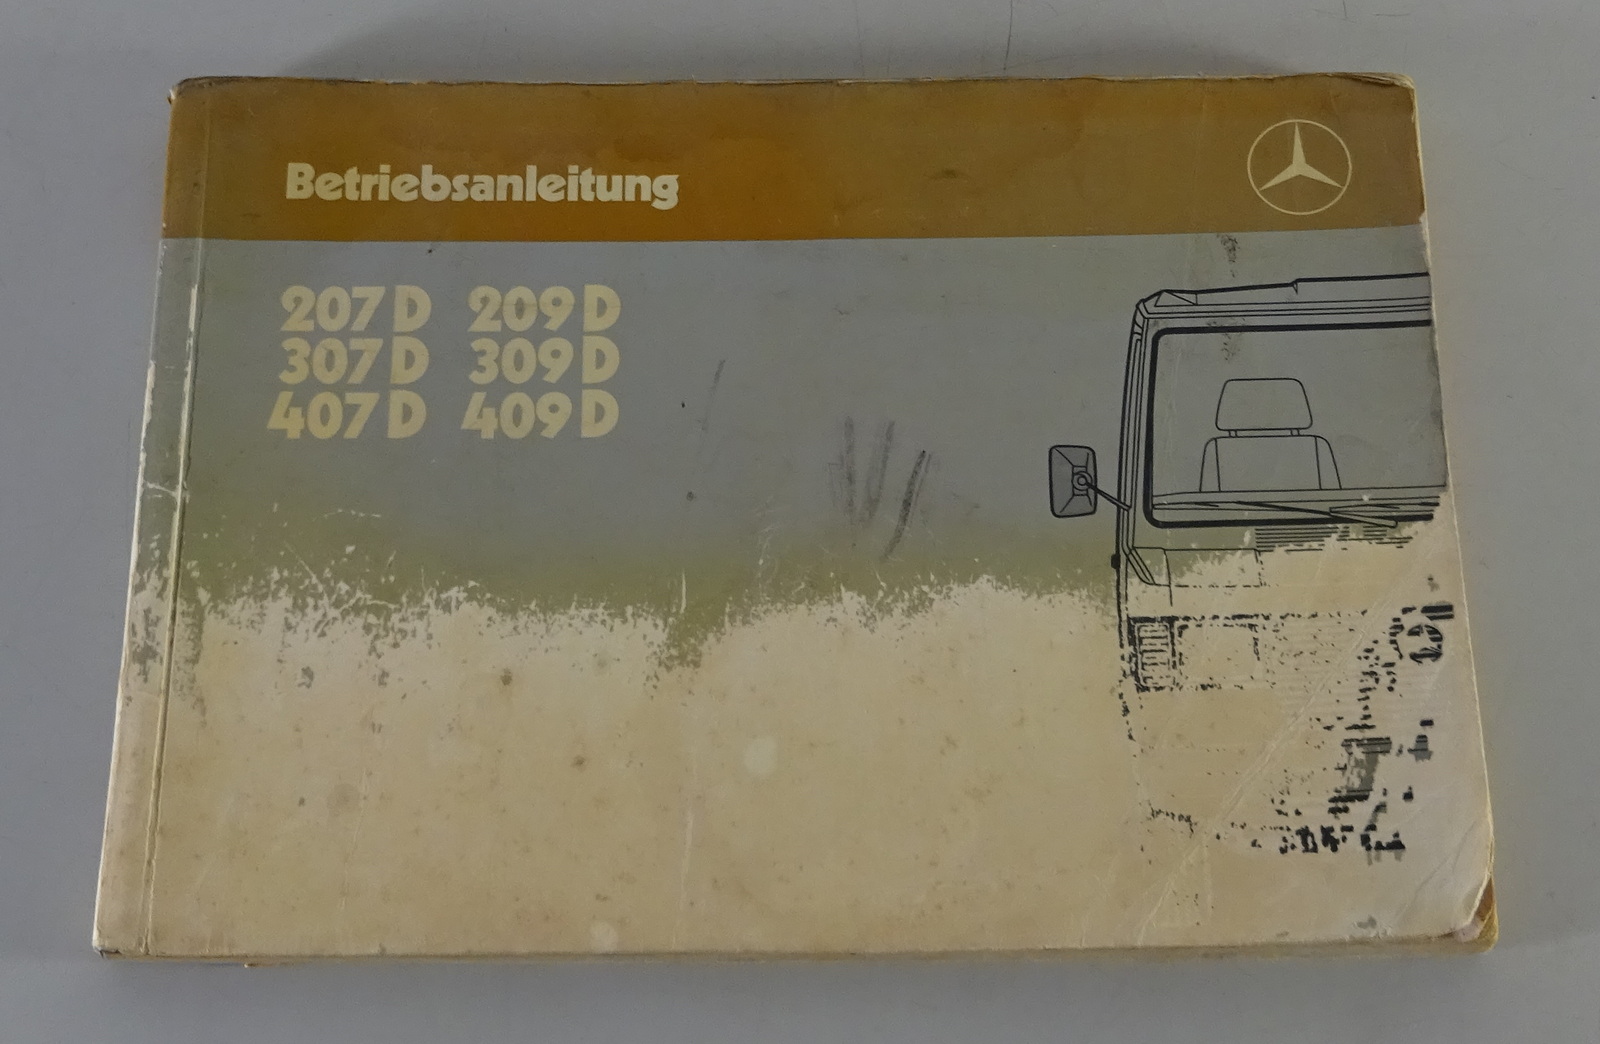 Betriebsanleitung
207 D 209 D
307 D 309 D
407 D 409 D